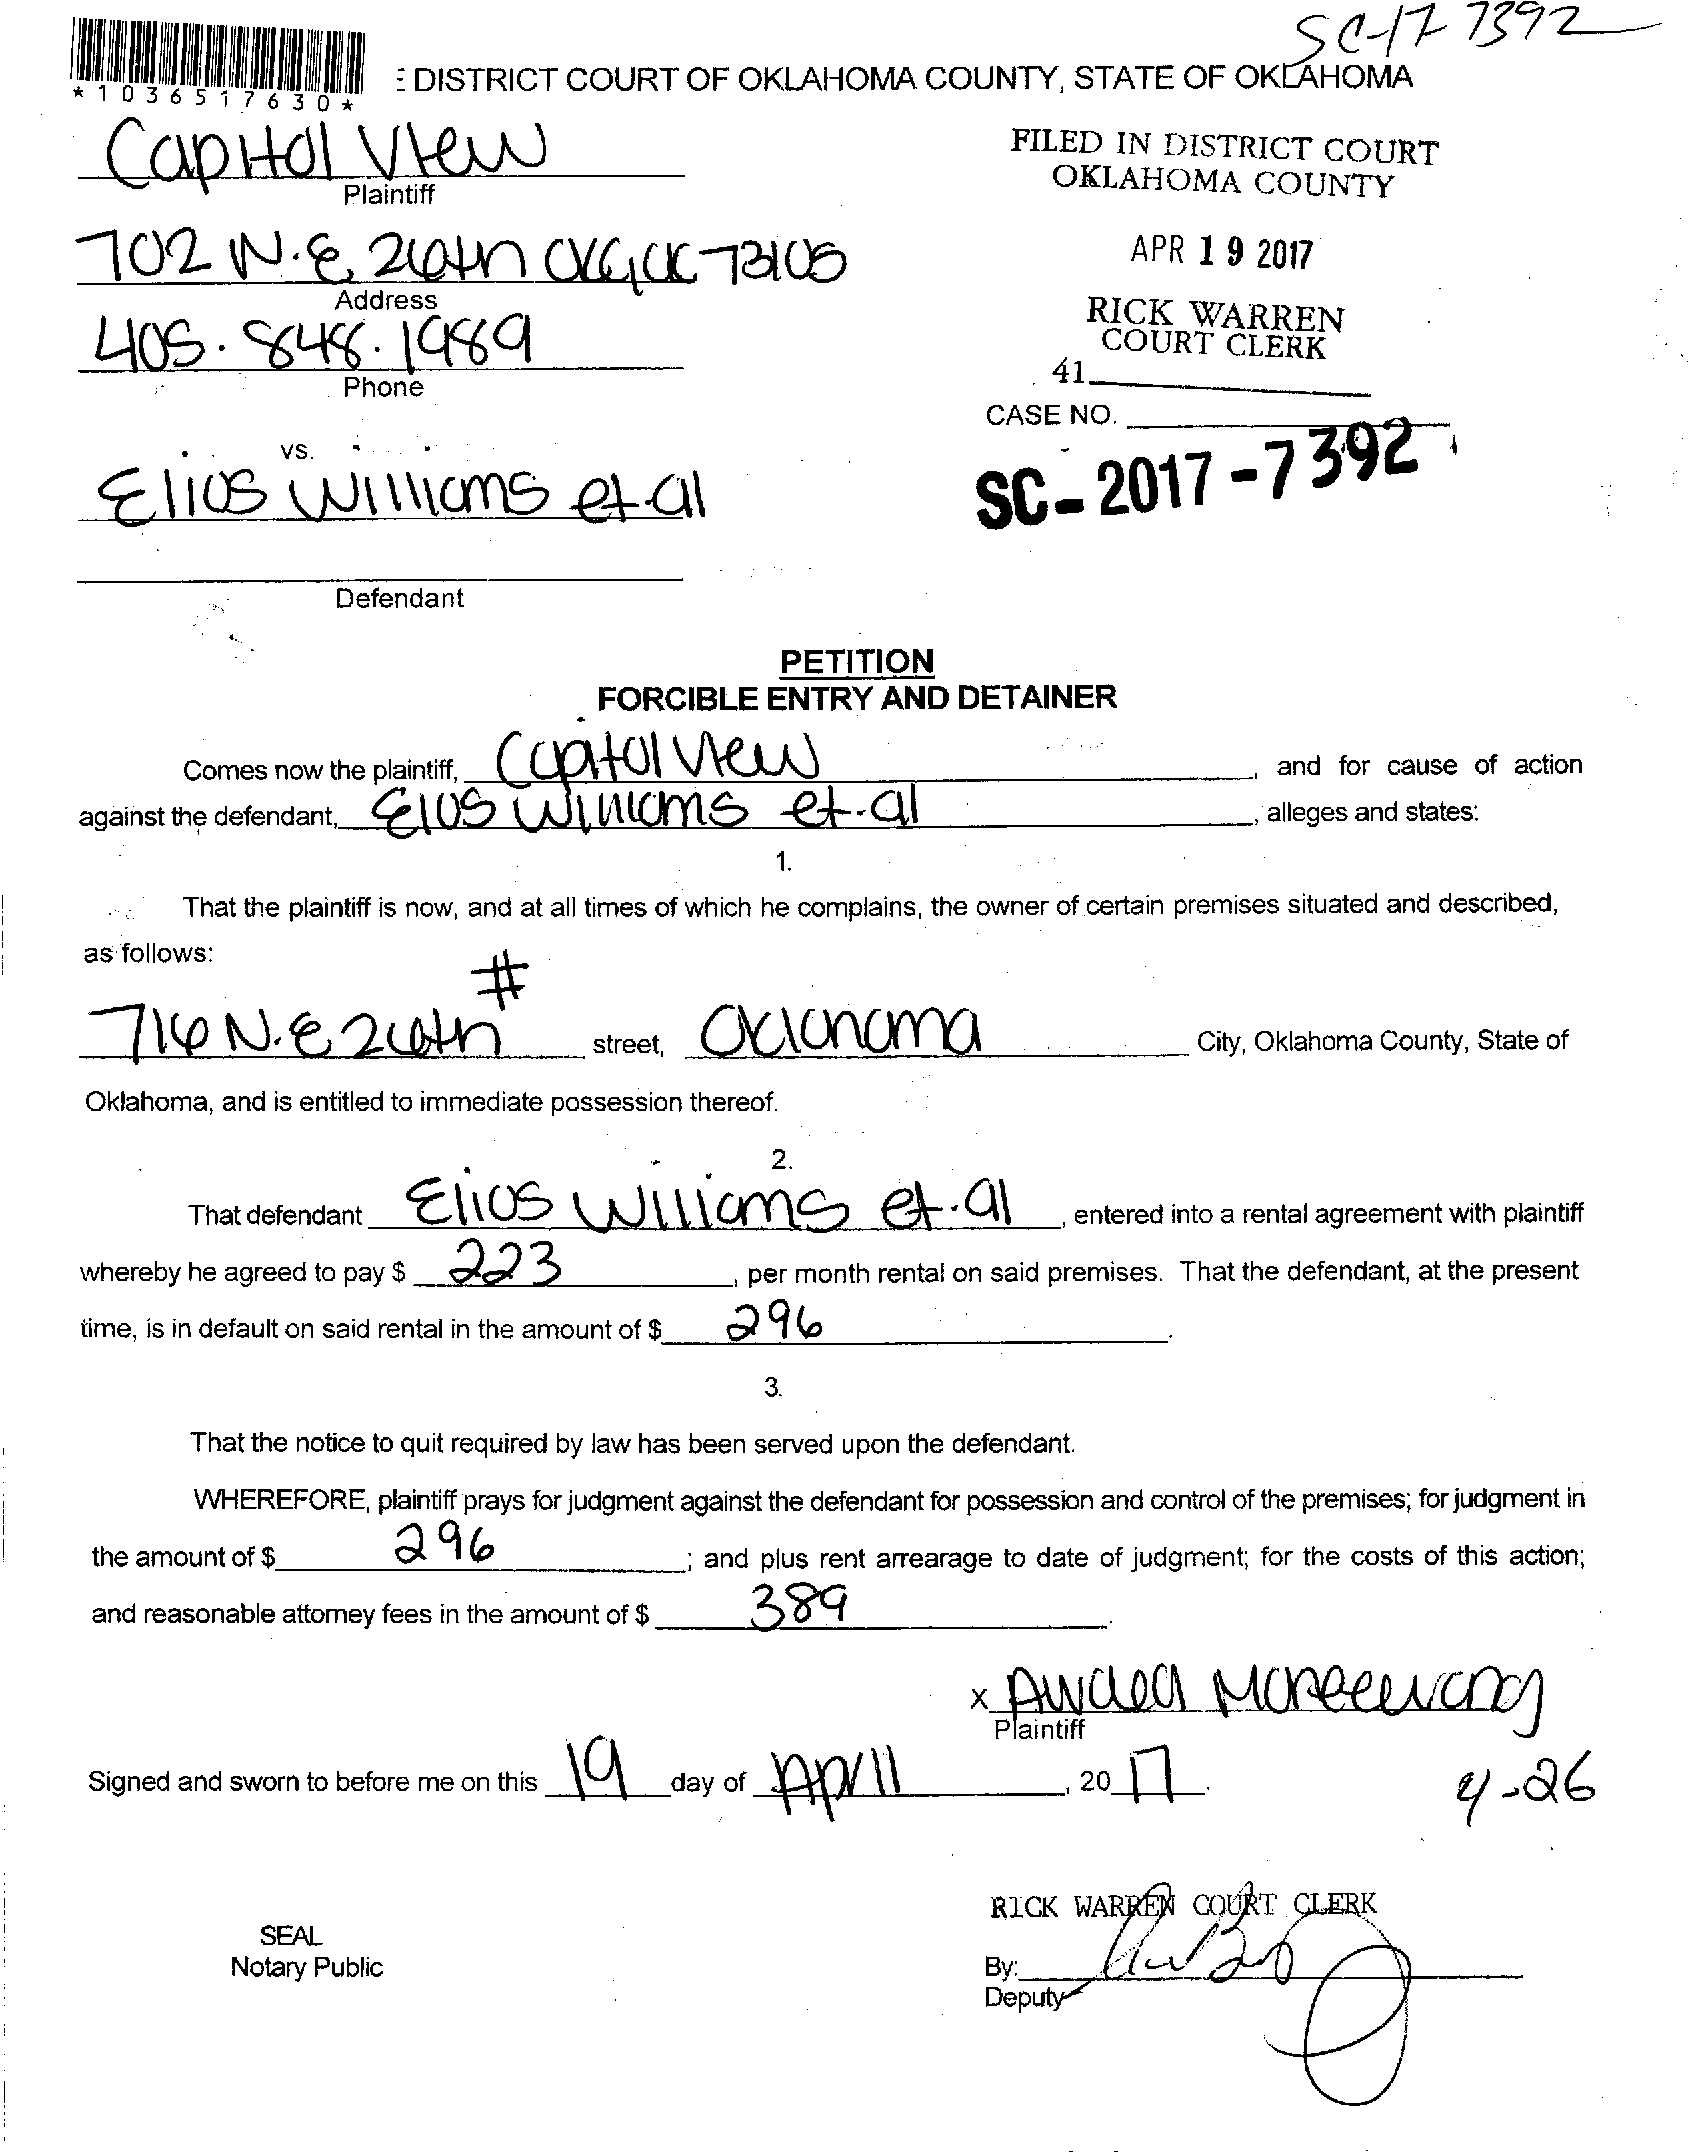 SC-17 7392
*1036517630*
DISTRICT COURT OF OKLAHOMA COUNTY, STATE OF OKLAHOMA
Capitol View
Plaintiff
FILED IN DISTRICT COURT
OKLAHOMA COUNTY
702 N.E. 26th OKC, OK 73105
Address
APR 19 2017
405.848.1989
Phone
RICK WARREN
COURT CLERK
41
CASE NO.
SC-2017-7392
vs.
Elias Williams et-al
Defendant
PETITION
FORCIBLE ENTRY AND DETAINER
Comes now the plaintiff, Capitol View, and for cause of action
against the defendant, Elias Williams et-al, alleges and states:
1.
That the plaintiff is now, and at all times of which he complains, the owner of certain premises situated and described,
as follows:
#
716 N.E 26th street, Oklahoma City, Oklahoma County, State of
Oklahoma, and is entitled to immediate possession thereof.
2.
That defendant Elias Williams et-al, entered into a rental agreement with plaintiff
whereby he agreed to pay $ 223, per month rental on said premises. That the defendant, at the present
time, is in default on said rental in the amount of $ 296.
3.
That the notice to quit required by law has been served upon the defendant.
WHEREFORE, plaintiff prays for judgment against the defendant for possession and control of the premises; for judgment in
the amount of $ 296; and plus rent arrearage to date of judgment; for the costs of this action;
and reasonable attorney fees in the amount of $ 389.
x
Plaintiff
Signed and sworn to before me on this 19 day of April, 2017.
4-26
RICK WARREN COURT CLERK
SEAL
Notary Public
By:
Deputy